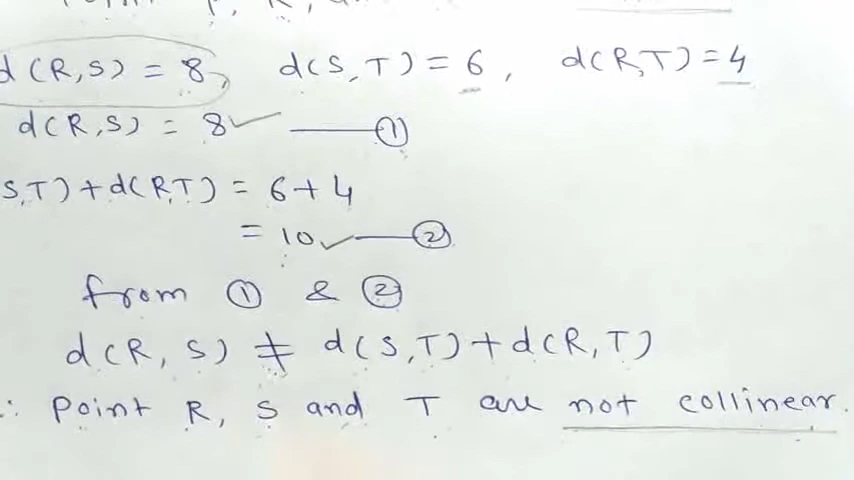 d(R,S) = 8, d(S,T) = 6, d(R,T) = 4
d(R,S) = 8 ✓ ——— ①
S,T) + d(R,T) = 6 + 4
= 10 ✓ ——— ②
from ① & ②
d(R, S) ≠ d(S,T) + d(R,T)
∴ Point R, S and T are not collinear.